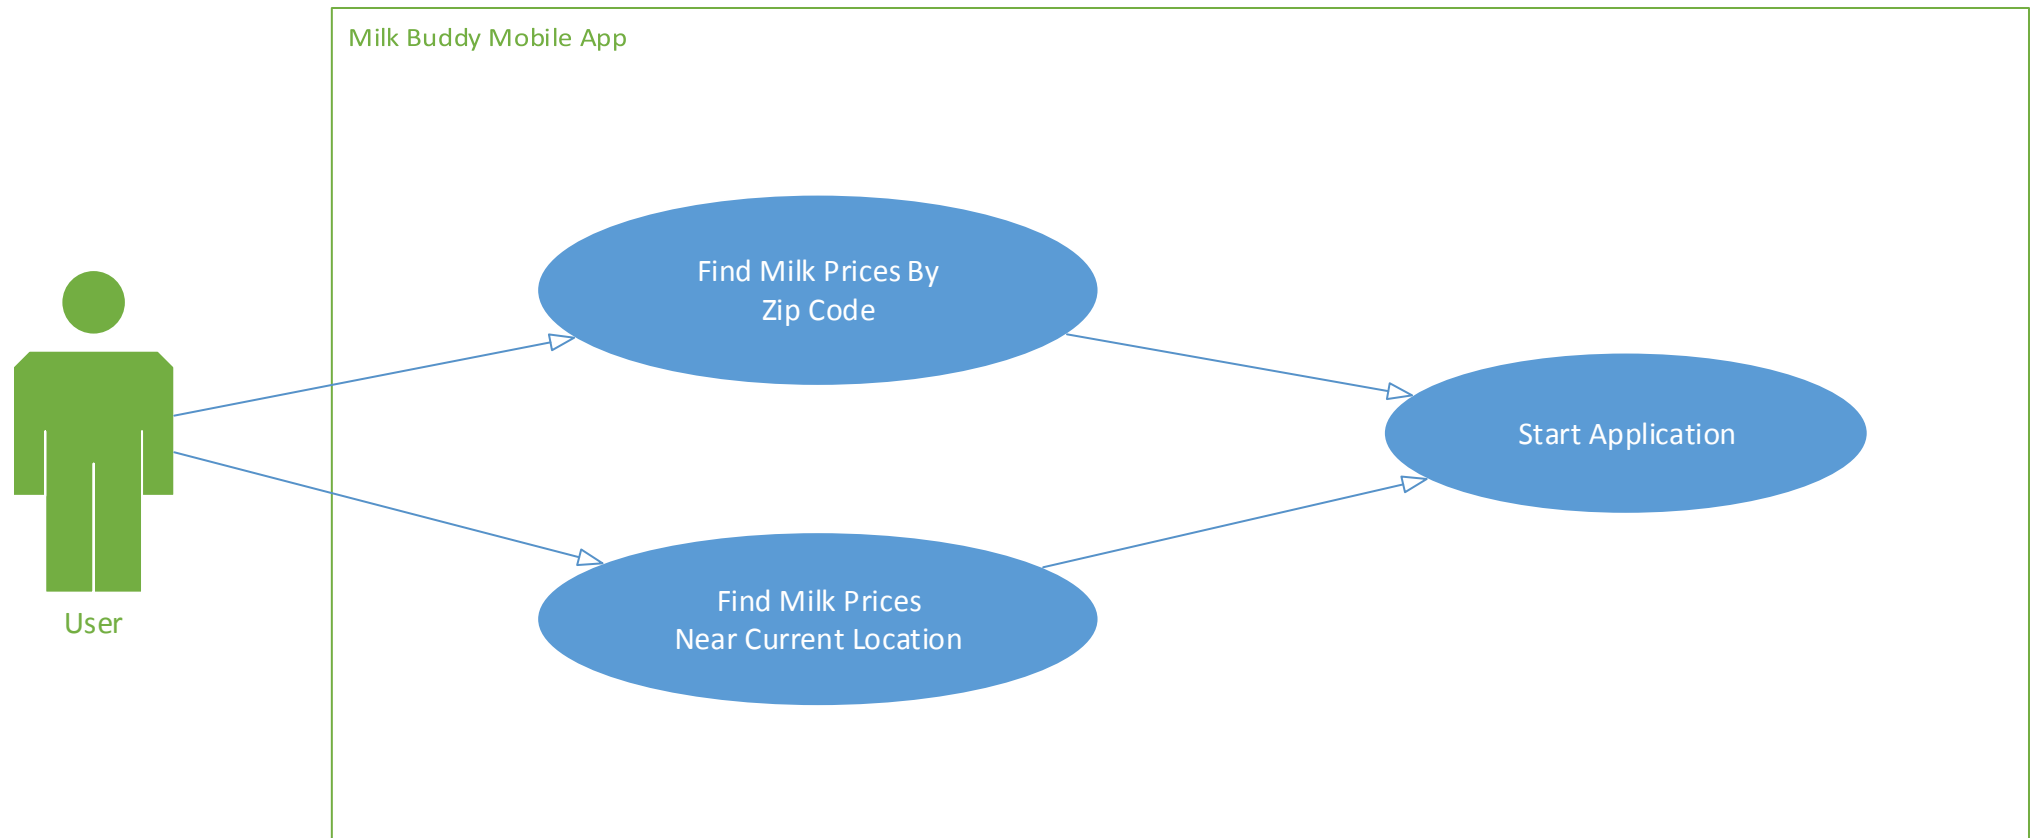 Milk Buddy Mobile App
Find Milk Prices By
Zip Code
Start Application
Find Milk Prices
Near Current Location
User